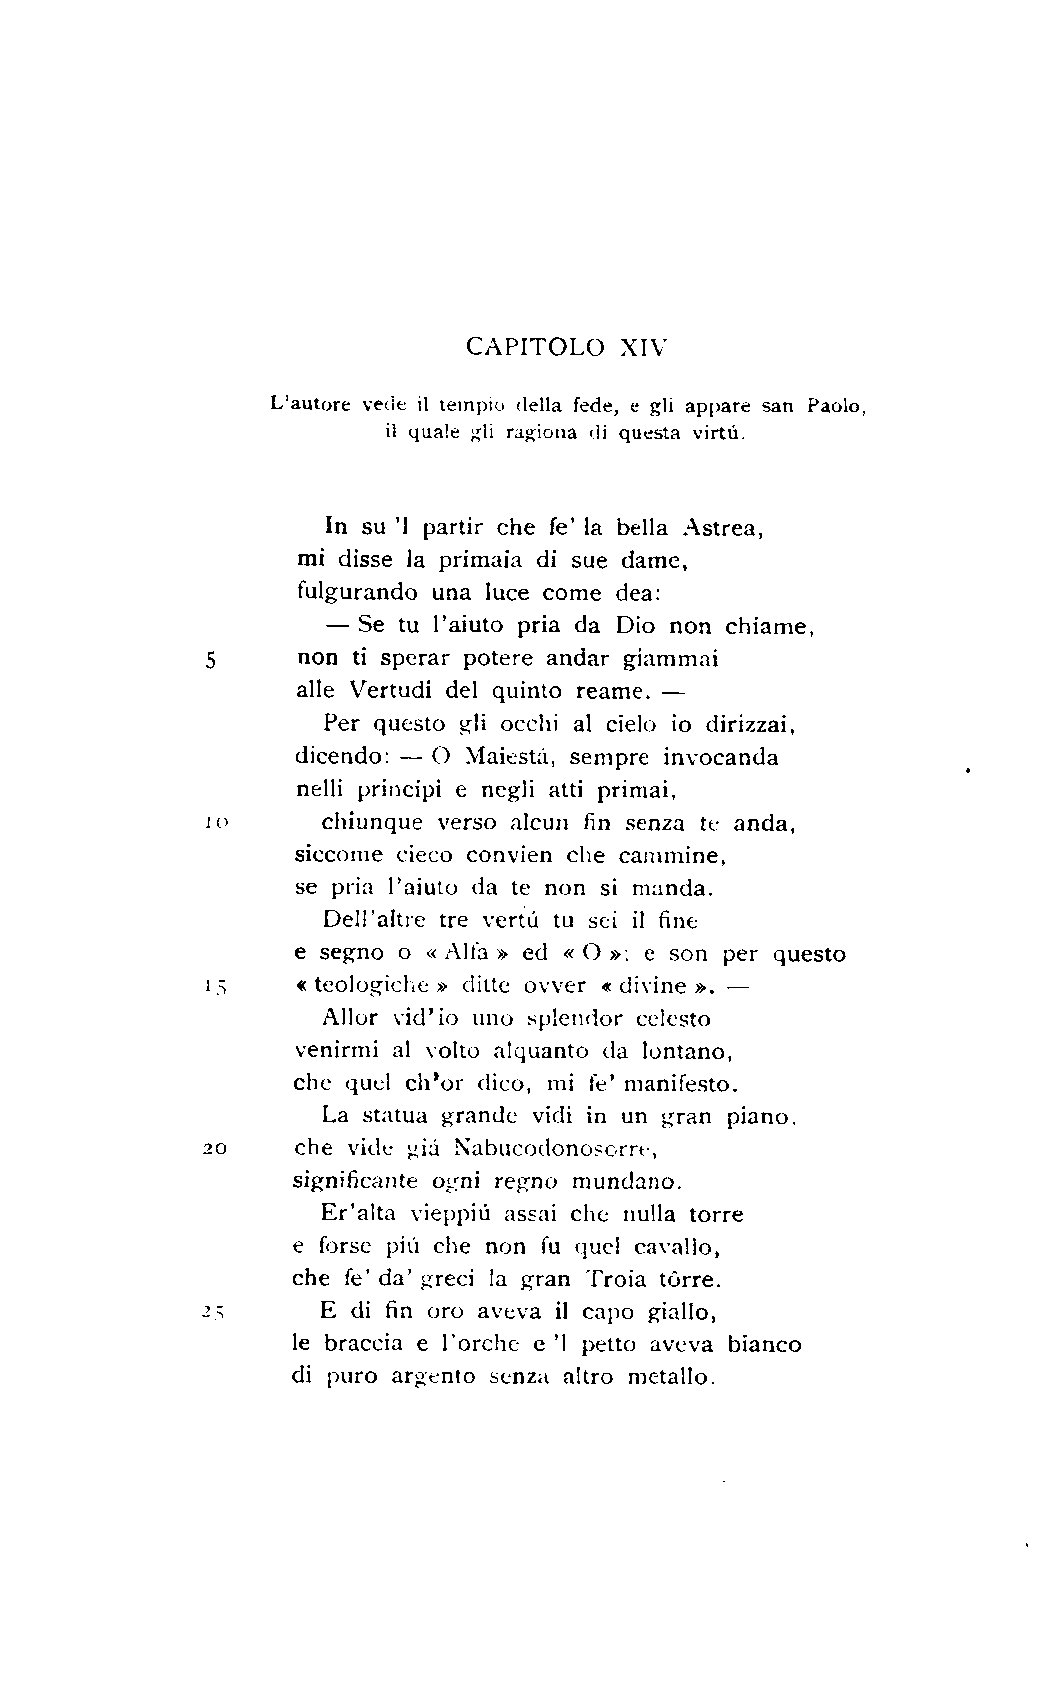 CAPITOLO XIV
L'autore vede il tempio della fede, e gli appare san Paolo,
il quale gli ragiona di questa virtú.
In su 'l partir che fe' la bella Astrea,
mi disse la primaia di sue dame,
fulgurando una luce come dea:
— Se tu l'aiuto pria da Dio non chiame,
5 non ti sperar potere andar giammai
alle Vertudi del quinto reame. —
Per questo gli occhi al cielo io dirizzai,
dicendo: — O Maiestá, sempre invocanda
nelli principi e negli atti primai,
10 chiunque verso alcun fin senza te anda,
siccome cieco convien che cammine,
se pria l'aiuto da te non si manda.
Dell'altre tre vertú tu sei il fine
e segno o « Alfa » ed « O »: e son per questo
15 « teologiche » ditte ovver « divine ». —
Allor vid'io uno splendor celesto
venirmi al volto alquanto da lontano,
che quel ch'or dico, mi fe' manifesto.
La statua grande vidi in un gran piano,
20 che vide giá Nabucodonosorre,
significante ogni regno mundano.
Er'alta vieppiú assai che nulla torre
e forse piú che non fu quel cavallo,
che fe' da' greci la gran Troia tôrre.
25 E di fin oro aveva il capo giallo,
le braccia e l'orche e 'l petto aveva bianco
di puro argento senza altro metallo.